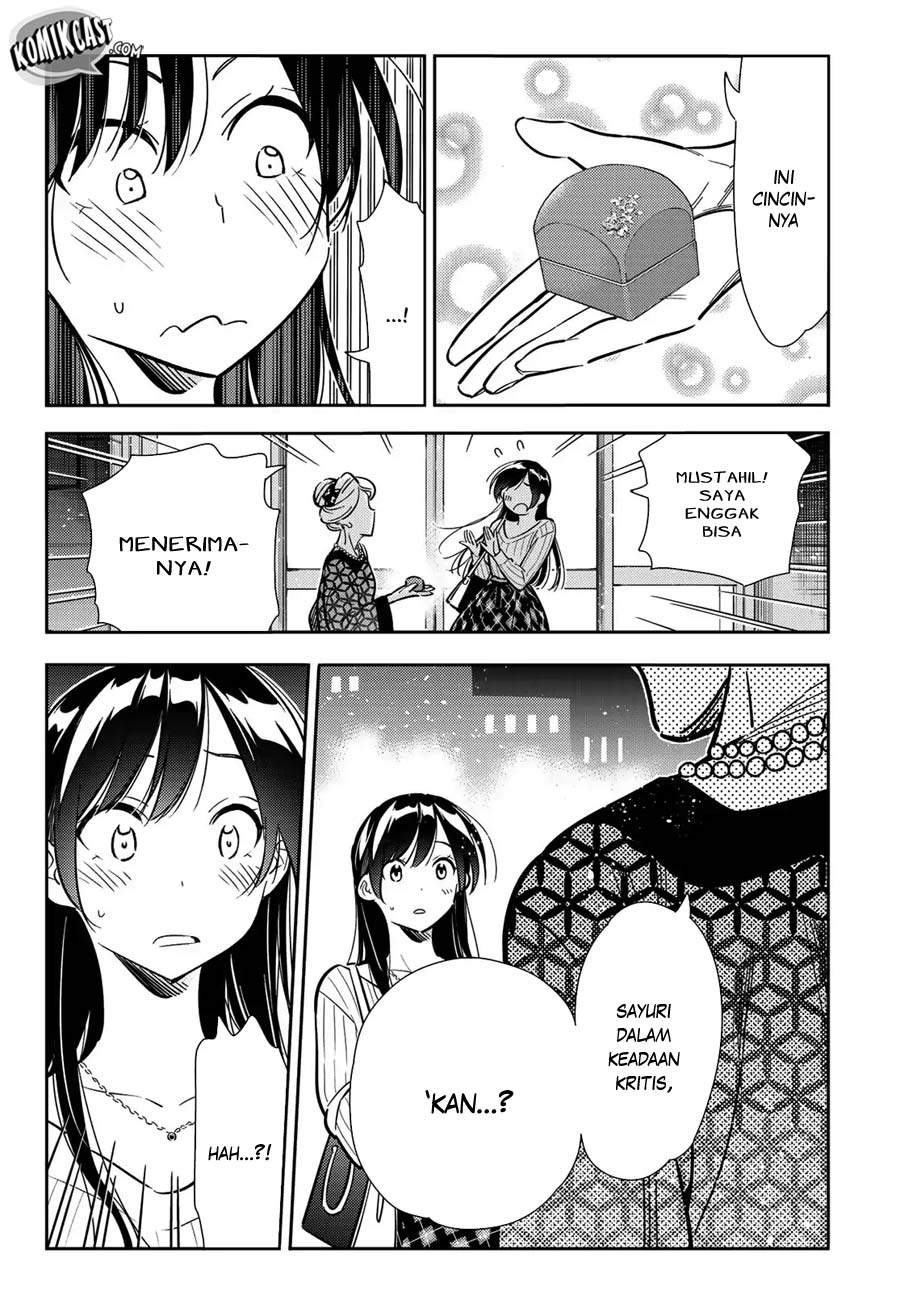 KOMIKCAST
.COM
INI
CINCIN-
NYA
...!
MUSTAHIL!
SAYA
ENGGAK
BISA
MENERIMA-
NYA!
SAYURI
DALAM
KEADAAN
KRITIS,
'KAN...?
HAH...?!